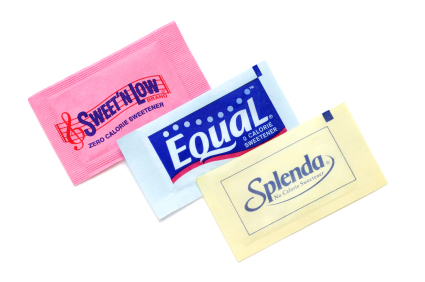 SWEET'N LOW
BRAND
ZERO CALORIE SWEETENER
EQUAL
0 CALORIE
SWEETENER
Splenda
No Calorie Sweetener